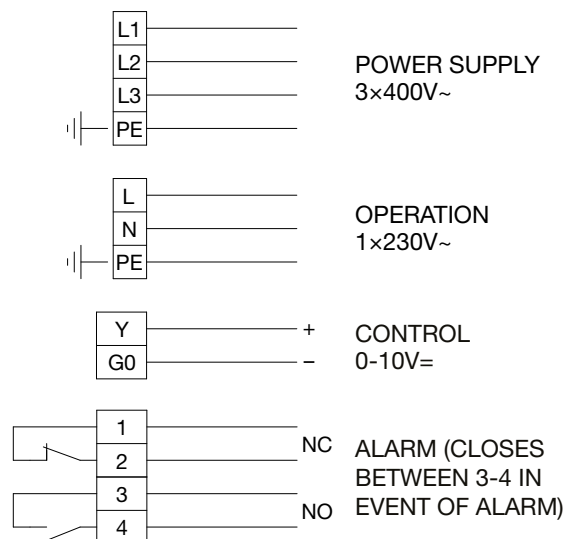 L1
L2
L3
PE
POWER SUPPLY
3×400V~
L
N
PE
OPERATION
1×230V~
Y
G0
+
–
CONTROL
0-10V=
1
2
3
4
NC
NO
ALARM (CLOSES
BETWEEN 3-4 IN
EVENT OF ALARM)